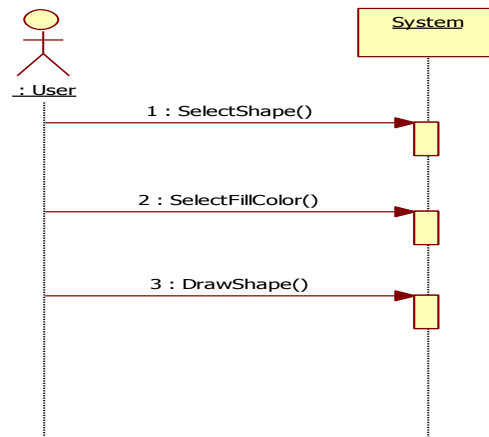 System
: User
1 : SelectShape()
2 : SelectFillColor()
3 : DrawShape()